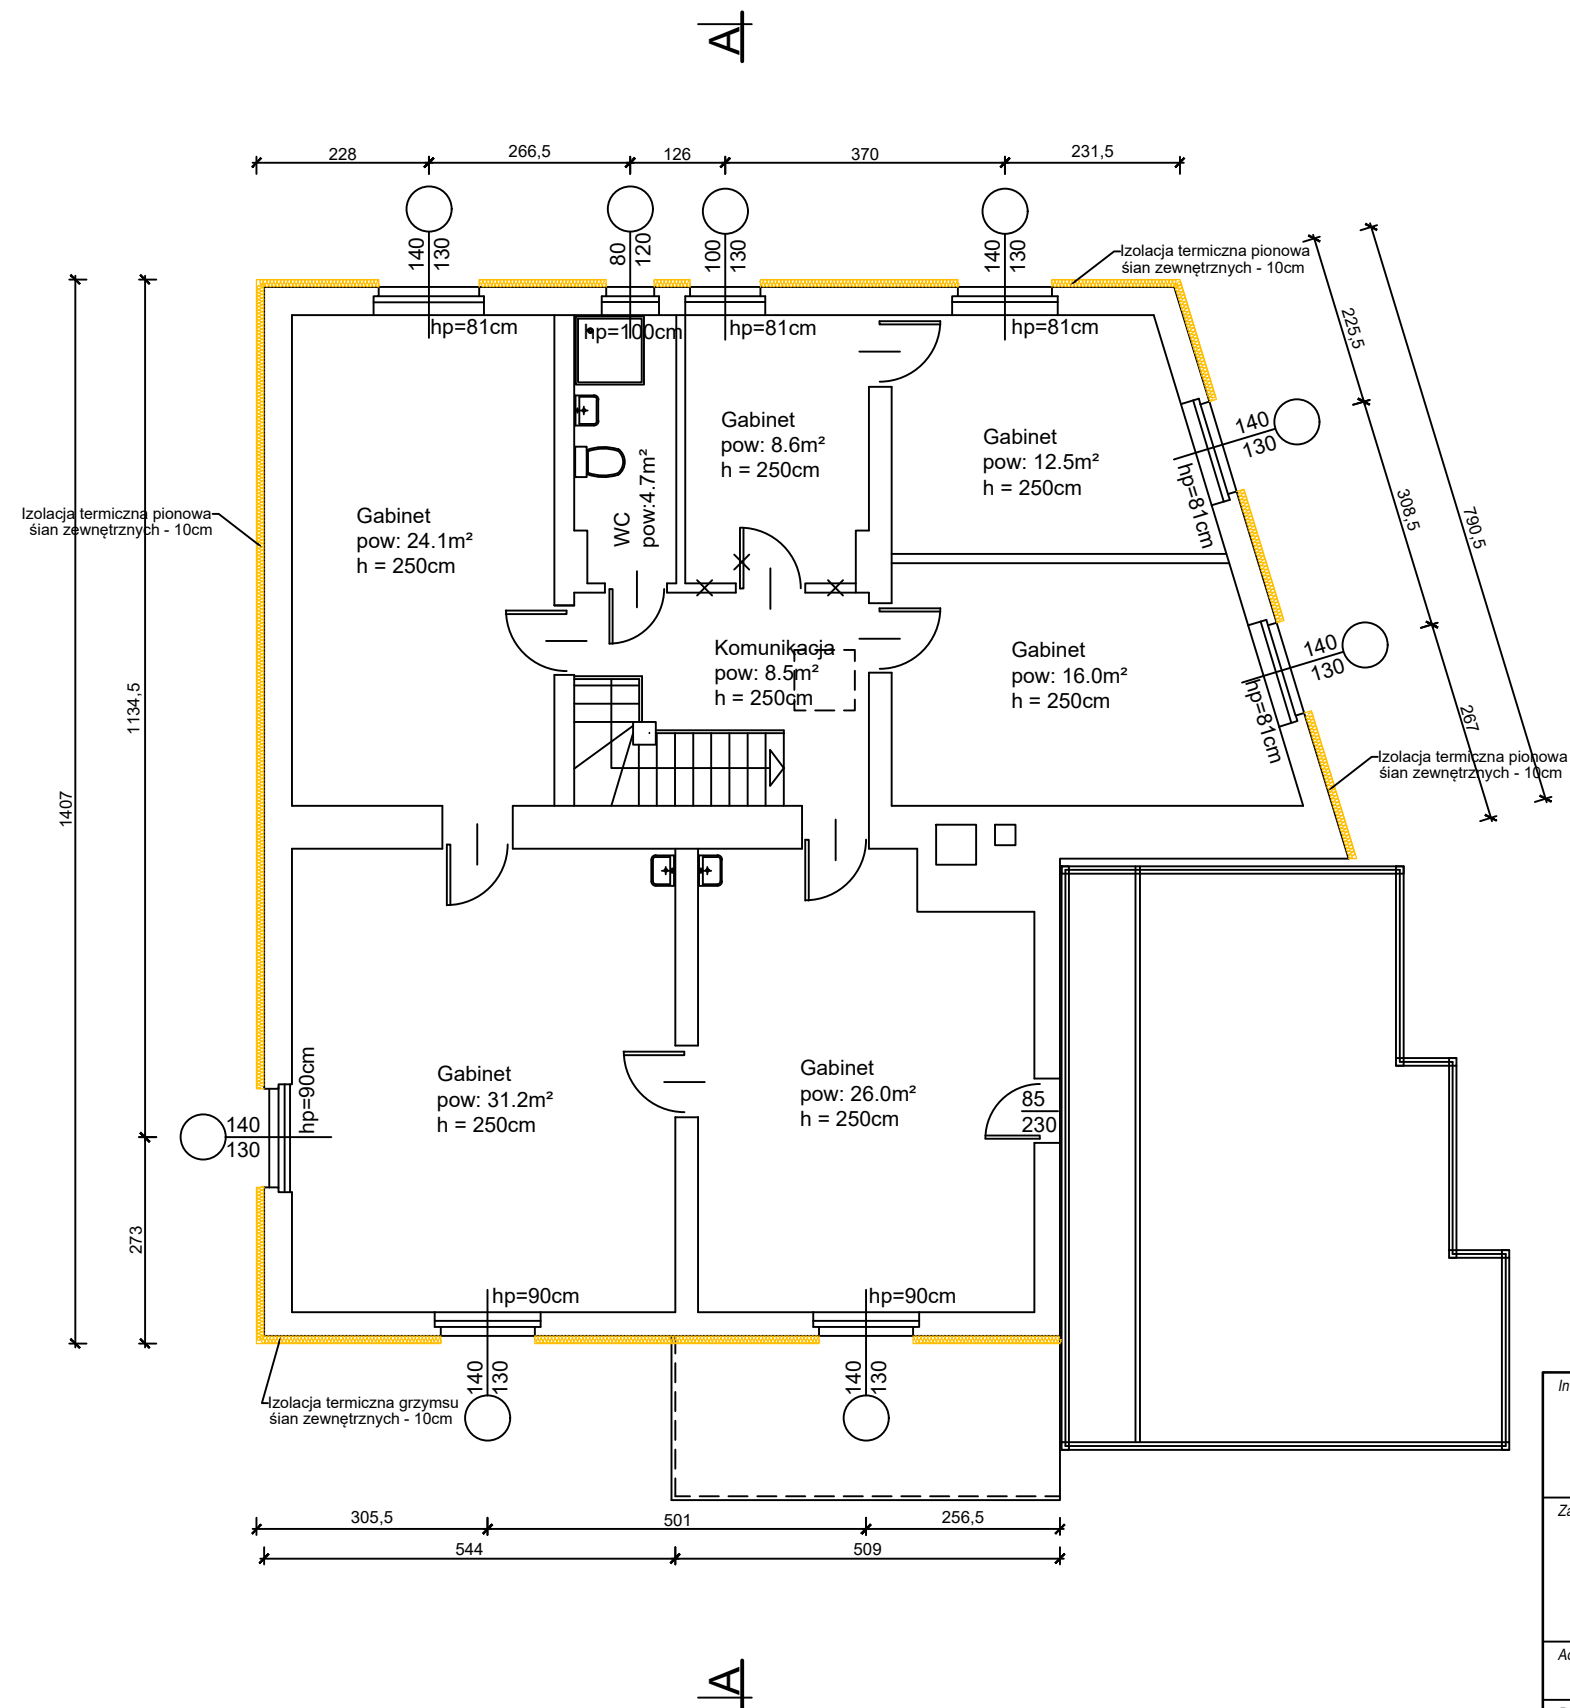 A
228
266,5
126
370
231,5
140
130
80
120
100
130
140
130
Izolacja termiczna pionowa
śian zewnętrznych - 10cm
hp=81cm
hp=100cm
hp=81cm
hp=81cm
225,5
308,5
267
790,5
140
130
hp=81cm
140
130
hp=81cm
Gabinet
pow: 8.6m²
h = 250cm
Gabinet
pow: 12.5m²
h = 250cm
Izolacja termiczna pionowa
śian zewnętrznych - 10cm
Gabinet
pow: 24.1m²
h = 250cm
WC
pow:4.7m²
Komunikacja
pow: 8.5m²
h = 250cm
Gabinet
pow: 16.0m²
h = 250cm
Izolacja termiczna pionowa
śian zewnętrznych - 10cm
1407
1134,5
273
hp=90cm
140
130
Gabinet
pow: 31.2m²
h = 250cm
Gabinet
pow: 26.0m²
h = 250cm
85
230
hp=90cm
hp=90cm
140
130
140
130
Izolacja termiczna grzymsu
śian zewnętrznych - 10cm
305,5
501
256,5
544
509
A
In
Za